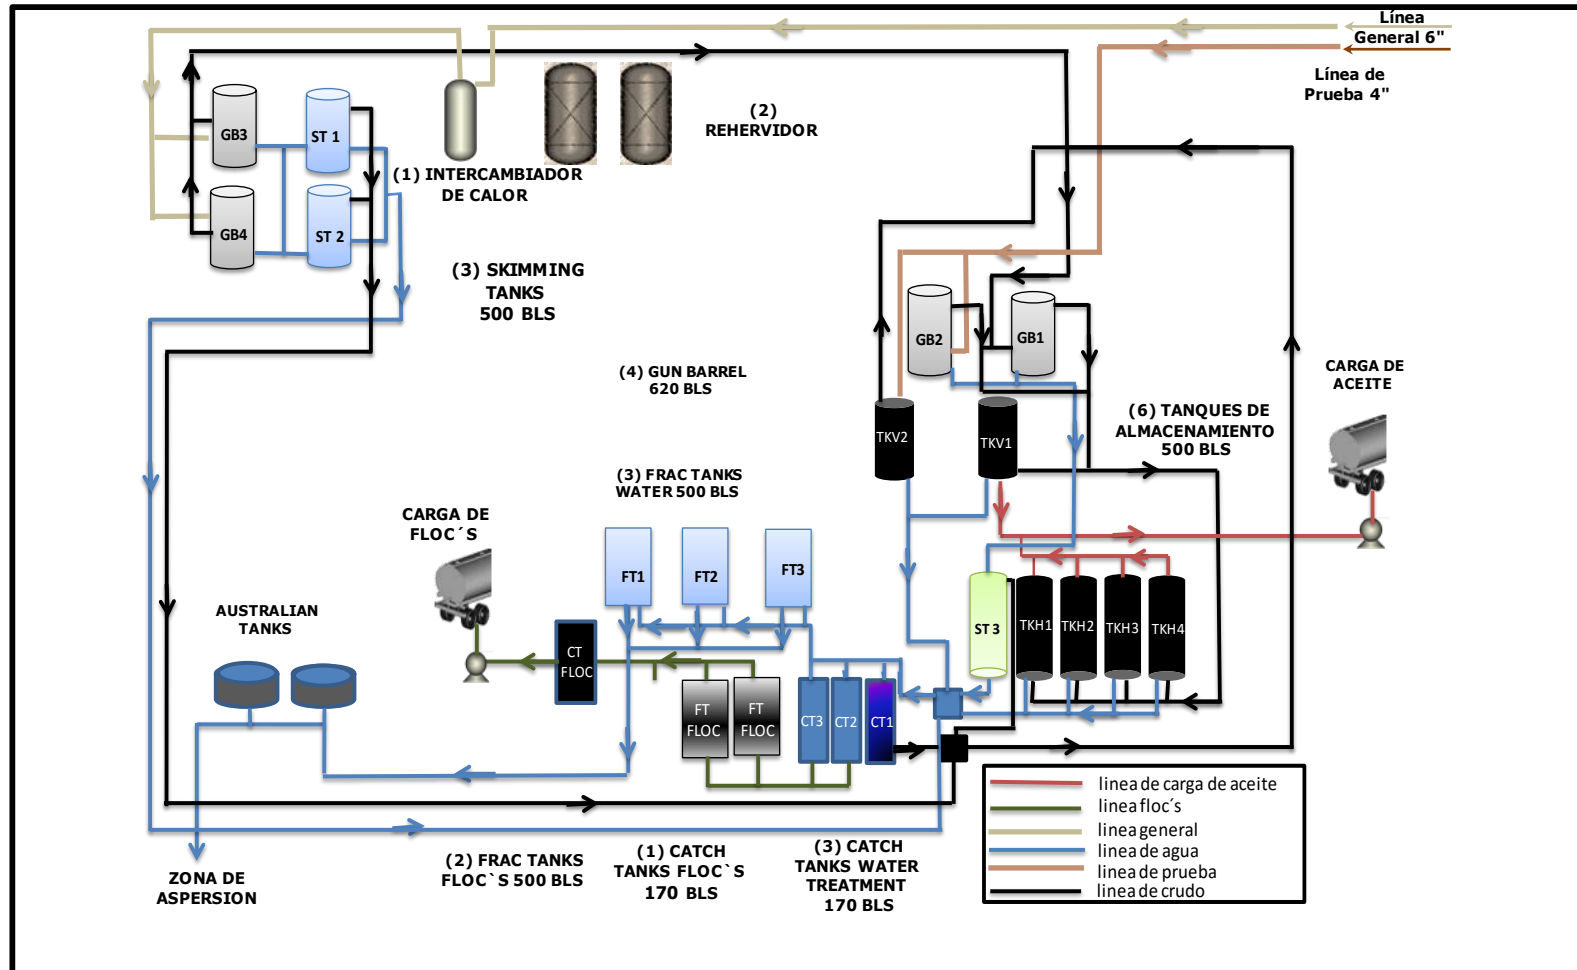 Línea
General 6"
Línea de
Prueba 4"
(2)
REHERVIDOR
GB3
ST 1
(1) INTERCAMBIADOR
DE CALOR
GB4
ST 2
(3) SKIMMING
TANKS
500 BLS
GB2
GB1
(4) GUN BARREL
620 BLS
CARGA DE
ACEITE
(6) TANQUES DE
ALMACENAMIENTO
500 BLS
TKV2
TKV1
(3) FRAC TANKS
WATER 500 BLS
CARGA DE
FLOC´S
FT1
FT2
FT3
AUSTRALIAN
TANKS
CT
FLOC
ST 3
TKH1
TKH2
TKH3
TKH4
FT
FLOC
FT
FLOC
CT3
CT2
CT1
linea de carga de aceite
linea floc´s
linea general
linea de agua
linea de prueba
linea de crudo
ZONA DE
ASPERSION
(2) FRAC TANKS
FLOC`S 500 BLS
(1) CATCH
TANKS FLOC`S
170 BLS
(3) CATCH
TANKS WATER
TREATMENT
170 BLS